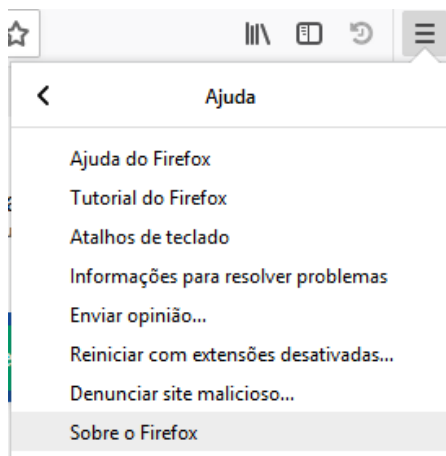 Ajuda
Ajuda do Firefox
Tutorial do Firefox
Atalhos de teclado
Informações para resolver problemas
Enviar opinião...
Reiniciar com extensões desativadas...
Denunciar site malicioso...
Sobre o Firefox